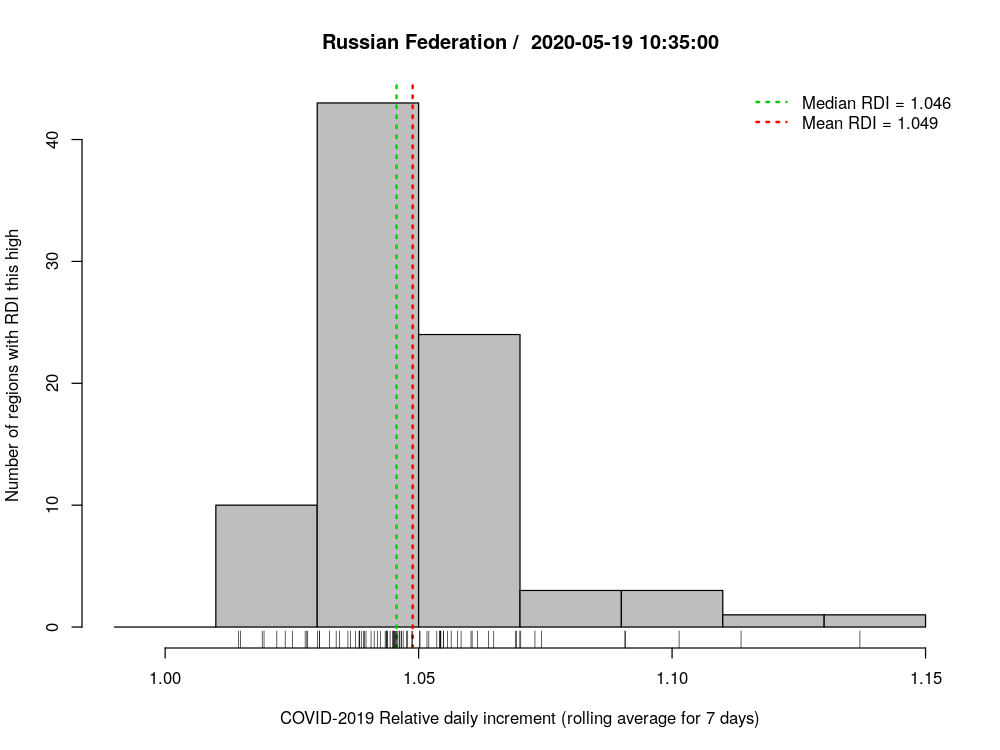 Russian Federation /  2020-05-19 10:35:00
Median RDI = 1.046
Mean RDI = 1.049
Number of regions with RDI this high
40
30
20
10
0
1.00
1.05
1.10
1.15
COVID-2019 Relative daily increment (rolling average for 7 days)